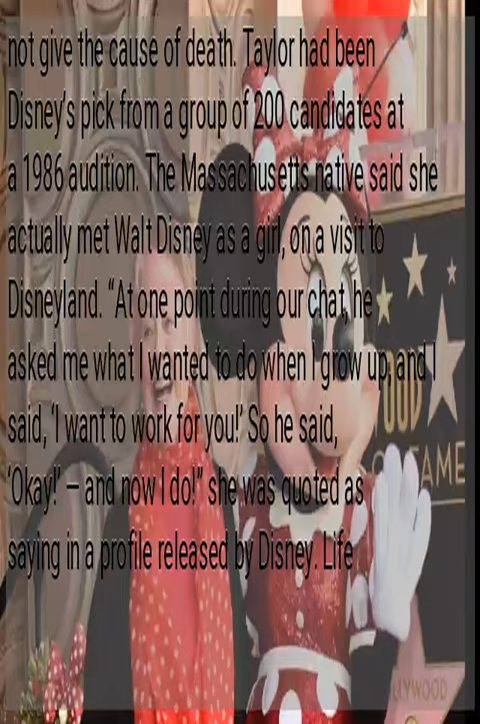 not give the cause of death. Taylor had been
Disney's pick from a group of 200 candidates at
a 1986 audition. The Massachusetts native said she
actually met Walt Disney as a girl, on a visit to
Disneyland. “At one point during our chat, he
asked me what I wanted to do when I grow up, and I
said, ‘I want to work for you!’ So he said,
‘Okay!’ – and now I do!” she was quoted as
saying in a profile released by Disney. Life
OOD
FAME
LLYWOOD